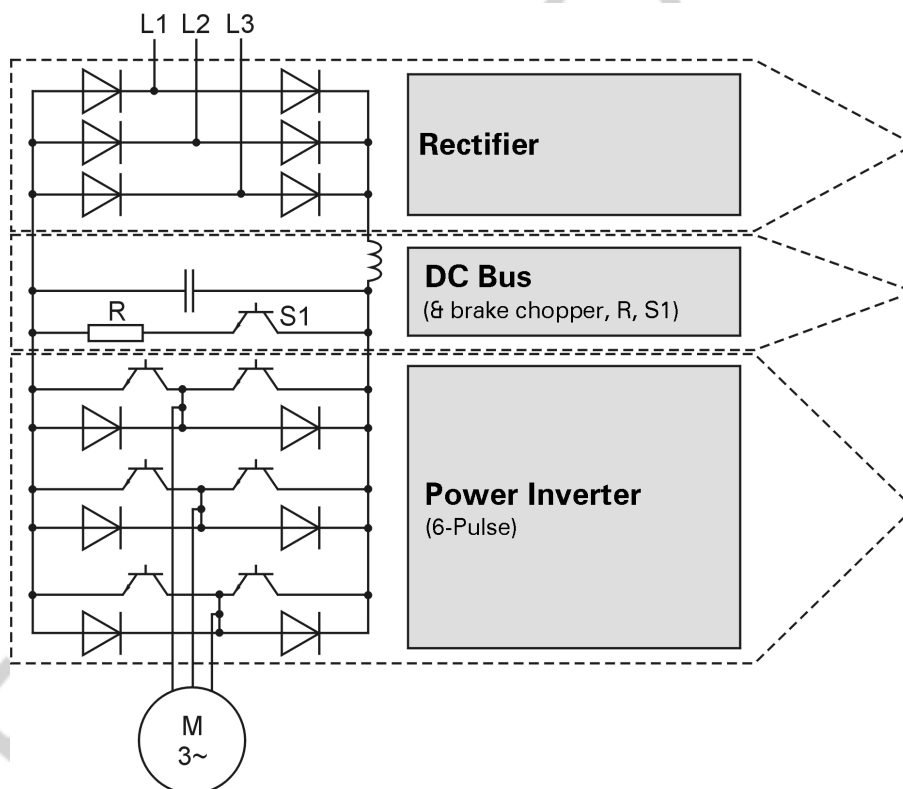 L1 L2 L3
Rectifier
DC Bus
(& brake chopper, R, S1)
R
S1
Power Inverter
(6-Pulse)
M
3~